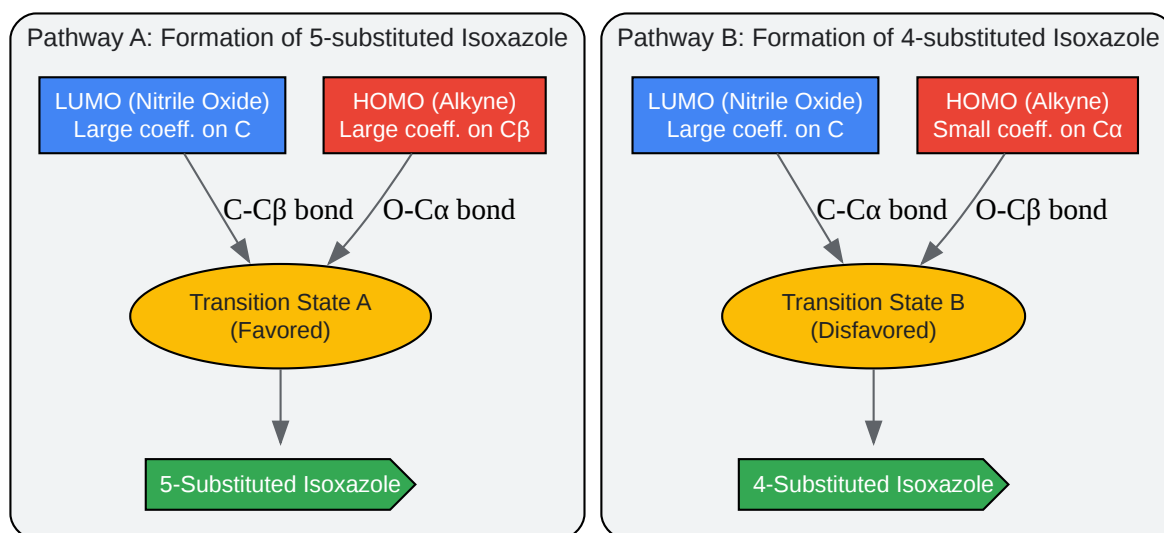 Pathway A: Formation of 5-substituted Isoxazole
LUMO (Nitrile Oxide)
Large coeff. on C
HOMO (Alkyne)
Large coeff. on Cβ
C-Cβ bond
O-Cα bond
Transition State A
(Favored)
5-Substituted Isoxazole
Pathway B: Formation of 4-substituted Isoxazole
LUMO (Nitrile Oxide)
Large coeff. on C
HOMO (Alkyne)
Small coeff. on Cα
C-Cα bond
O-Cβ bond
Transition State B
(Disfavored)
4-Substituted Isoxazole